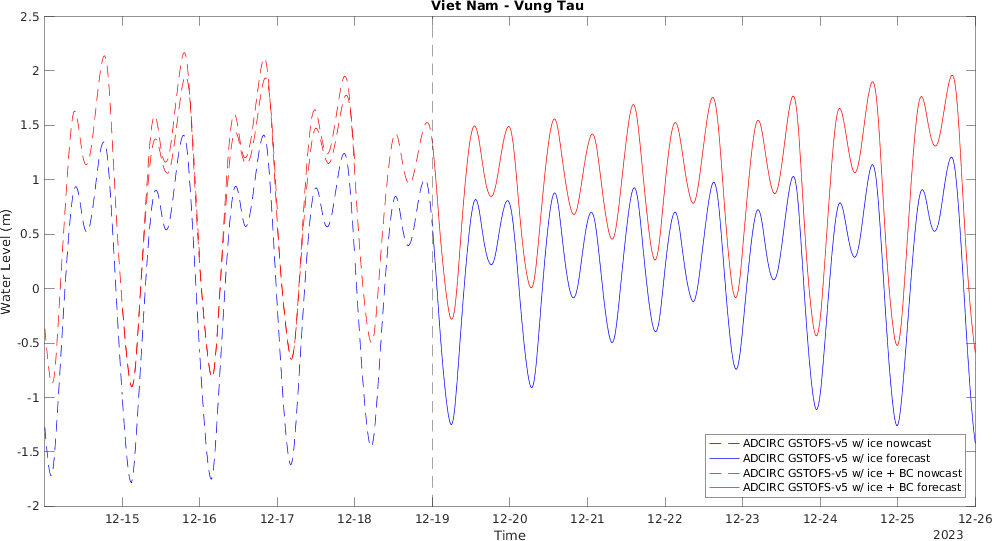 Viet Nam - Vung Tau
2.5
2
1.5
1
0.5
0
-0.5
-1
-1.5
-2
Water Level (m)
ADCIRC GSTOFS-v5 w/ ice nowcast
ADCIRC GSTOFS-v5 w/ ice forecast
ADCIRC GSTOFS-v5 w/ ice + BC nowcast
ADCIRC GSTOFS-v5 w/ ice + BC forecast
12-15 12-16 12-17 12-18 12-19 12-20 12-21 12-22 12-23 12-24 12-25 12-26
Time
2023